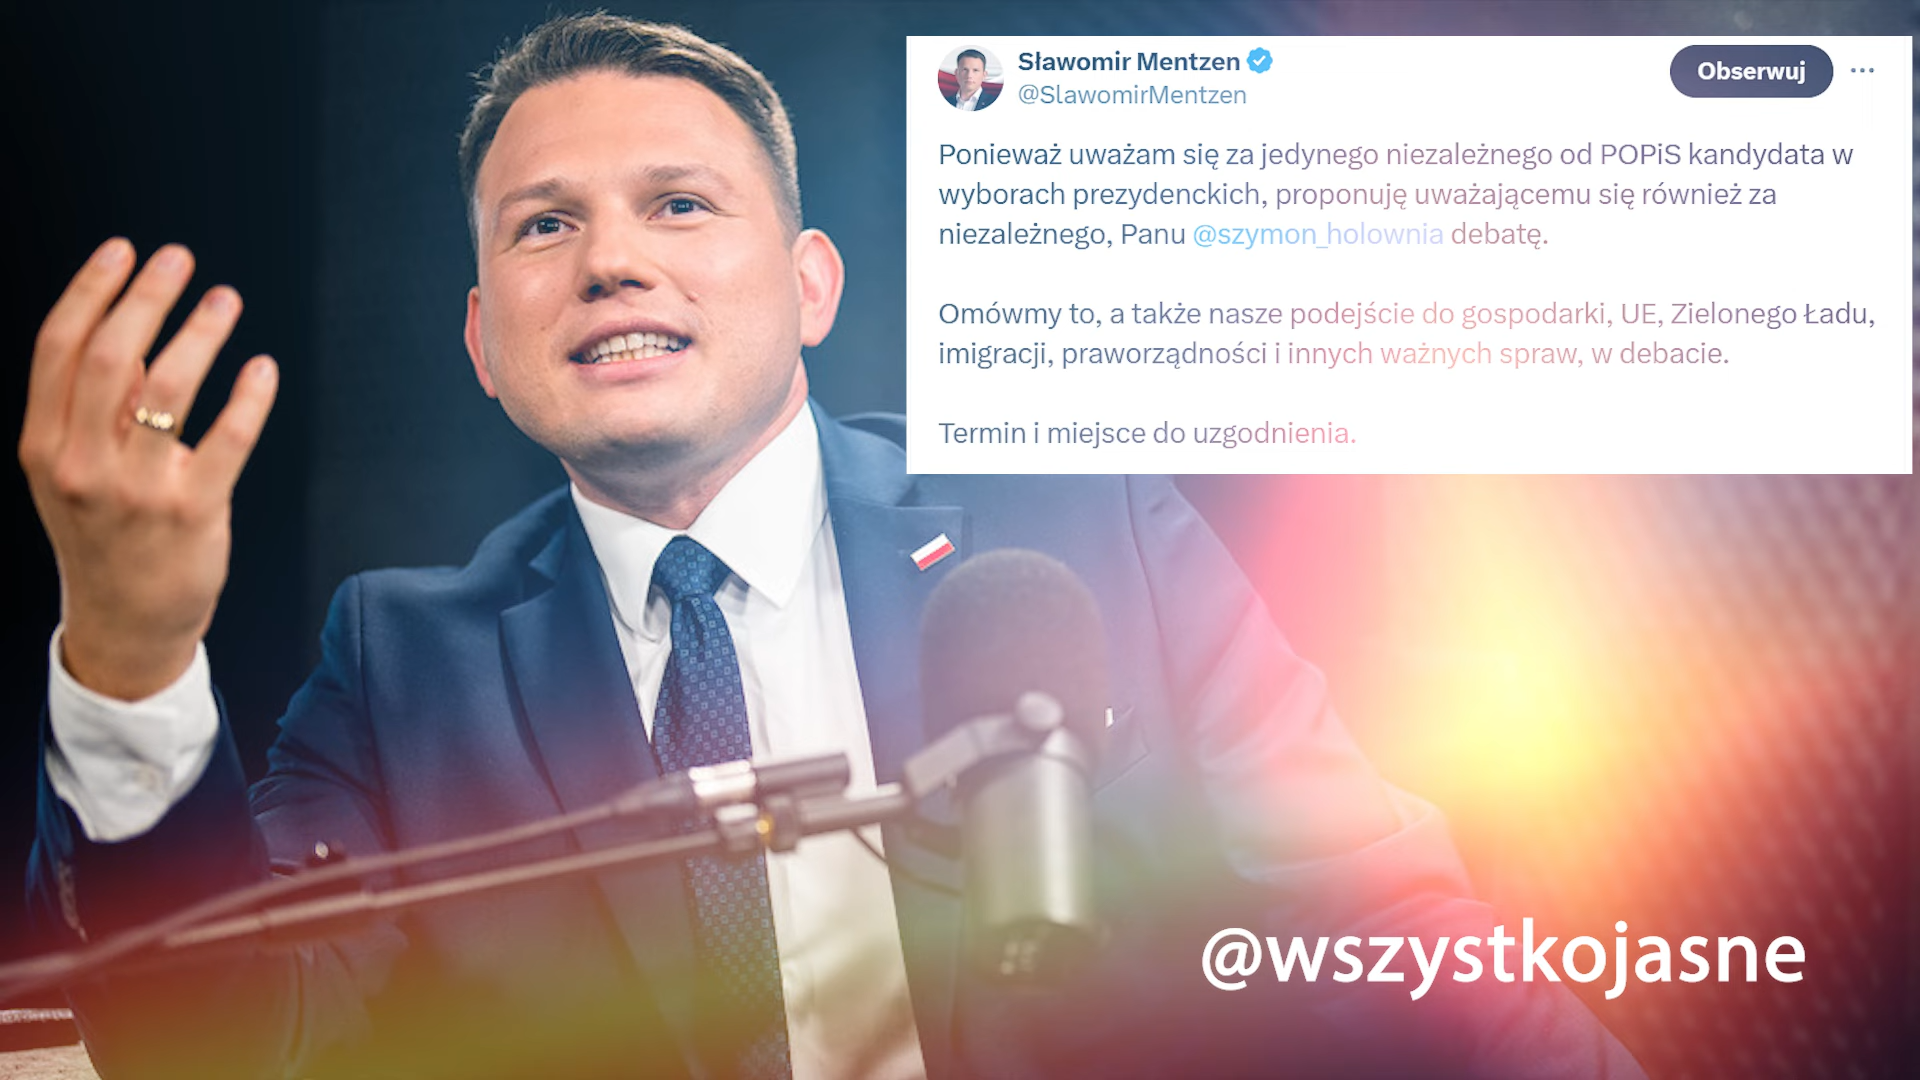 Sławomir Mentzen
@SlawomirMentzen
Obserwuj
Ponieważ uważam się za jedynego niezależnego od POPiS kandydata w
wyborach prezydenckich, proponuję uważającemu się również za
niezależnego, Panu @szymon_holownia debatę.
Omówmy to, a także nasze podejście do gospodarki, UE, Zielonego Ładu,
imigracji, praworządności i innych ważnych spraw, w debacie.
Termin i miejsce do uzgodnienia.
@wszystkojasne